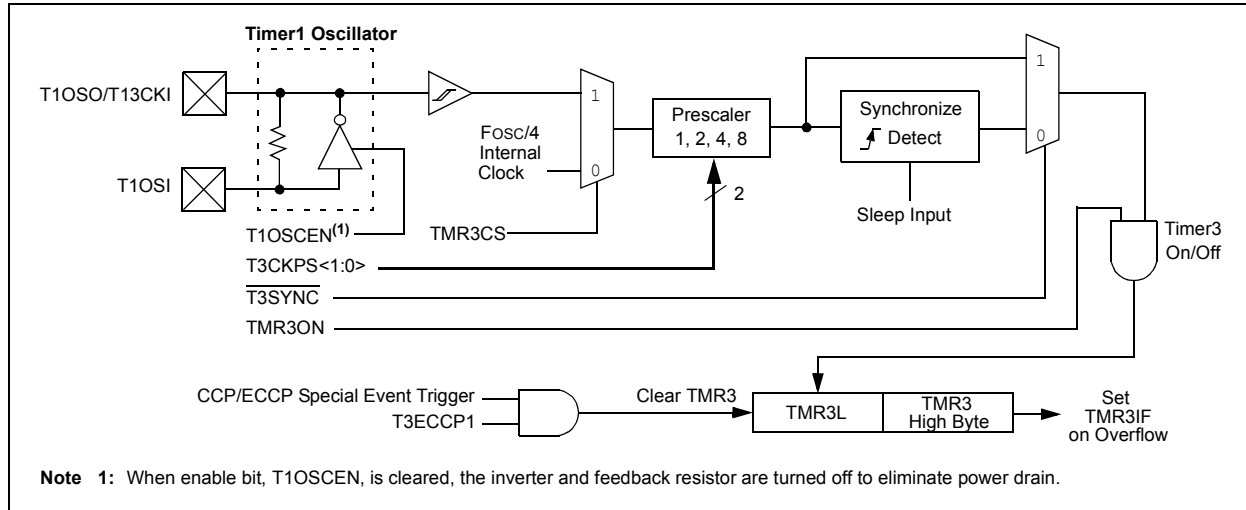 Timer1 Oscillator
T1OSO/T13CKI
T1OSI
1
0
FOSC/4
Internal
Clock
Prescaler
1, 2, 4, 8
2
Synchronize
Detect
Sleep Input
1
0
Timer3
On/Off
T1OSCEN(1)
TMR3CS
T3CKPS<1:0>
T3SYNC
TMR3ON
CCP/ECCP Special Event Trigger
T3ECCP1
Clear TMR3
TMR3L
TMR3
High Byte
Set
TMR3IF
on Overflow
Note 1: When enable bit, T1OSCEN, is cleared, the inverter and feedback resistor are turned off to eliminate power drain.